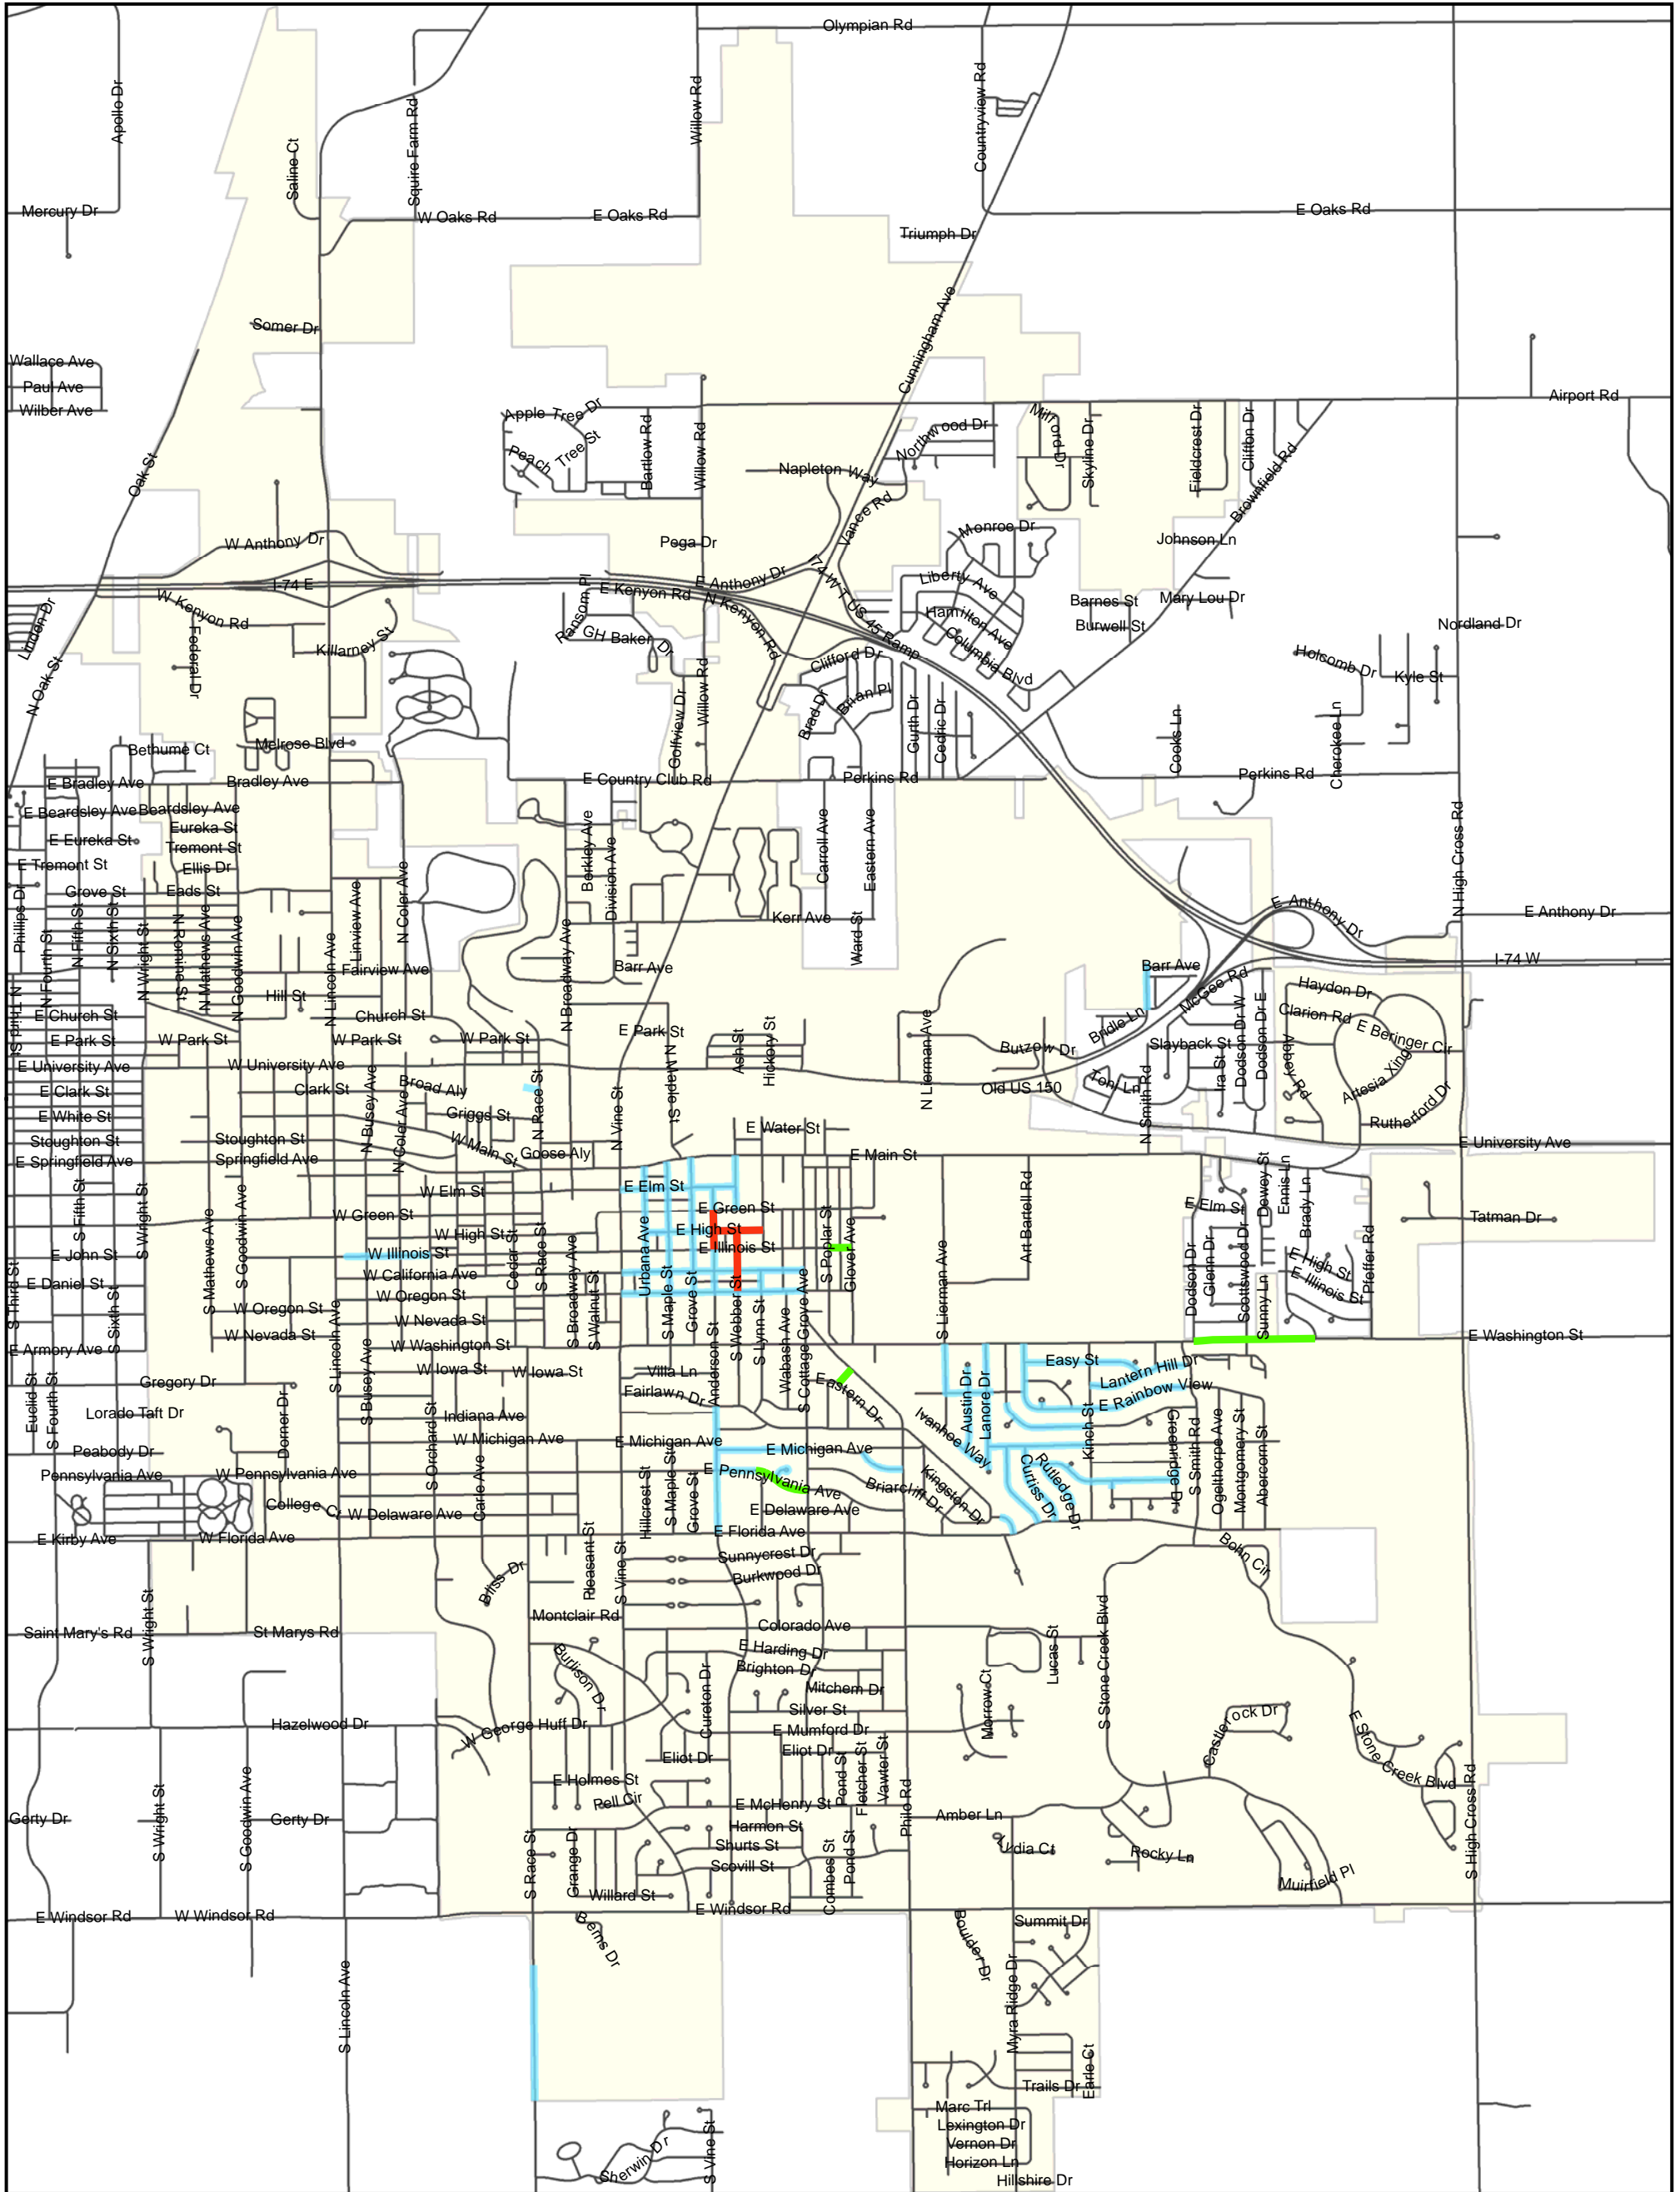 Olympian Rd
Apollo Dr
Saline Ct
Squire Farm Rd
Willow Rd
Countryview Rd
Mercury Dr
W Oaks Rd
E Oaks Rd
E Oaks Rd
Triumph Dr
Somer Dr
Cunningham Ave
Wallace Ave
Paul Ave
Wilber Ave
Airport Rd
Apple Tree Dr
Peach Tree St
Bartlow Rd
Willow Rd
Northwood Dr
Milford Dr
Skyline Dr
Fieldcrest Dr
Clifton Dr
Brownfield Rd
Napleton Way
Oak St
Vance Rd
W Anthony Dr
Pega Dr
Monroe Dr
Johnson Ln
I-74 E
E Anthony Dr
I74 W T US 45 Ramp
Liberty Ave
W Kenyon Rd
E Kenyon Rd
N Kenyon Rd
Ransom Pl
Hamilton Ave
Barnes St
Mary Lou Dr
Burwell St
Linden Dr
Federal Dr
Killarney St
GH Baker Dr
Columbia Blvd
Nordland Dr
N Oak St
Clifford Dr
Holcomb Dr
Kyle St
Golfview Dr
Willow Rd
Brad Dr
Brian Pl
Gurth Dr
Cedric Dr
Cooks Ln
Cherokee Ln
Bethume Ct
Melrose Blvd
E Bradley Ave
Bradley Ave
E Country Club Rd
Perkins Rd
Perkins Rd
E Beardsley Ave
Beardsley Ave
E Eureka St
Eureka St
Tremont St
E Tremont St
Ellis Dr
Grove St
Eads St
Berkley Ave
Division Ave
Carroll Ave
Eastern Ave
N High Cross Rd
Phillips Dr
N Fourth St
N Fifth St
N Sixth St
N Wright St
N Romine St
N Mathews Ave
N Goodwin Ave
N Lincoln Ave
Linview Ave
N Coler Ave
N Broadway Ave
Kerr Ave
Ward St
E Anthony Dr
E Anthony Dr
Fairview Ave
Barr Ave
Barr Ave
I-74 W
N Third St
Hill St
McGee Rd
Haydon Dr
E Church St
Church St
Clarion Rd
E Park St
W Park St
W Park St
W Park St
E Park St
Ash St
Hickory St
N Lierman Ave
Butzow Dr
Bridle Ln
Slayback St
E Beringer Cir
E University Ave
W University Ave
N Maple St
Old US 150
Toni Ln
Ira St
Dodson Dr W
Dodson Dr E
Abbey Rd
Artesia Xing
E Clark St
Clark St
Broad Aly
N Race St
N Vine St
N Smith Rd
Rutherford Dr
E White St
Griggs St
N Busey Ave
N Coler Ave
Stoughton St
Stoughton St
W Main St
Goose Aly
E Water St
E University Ave
E Springfield Ave
Springfield Ave
E Main St
S Fifth St
S Wright St
S Mathews Ave
S Goodwin Ave
W Elm St
E Elm St
E Elm St
Dewey St
Ennis Ln
Brady Ln
W Green St
E Green St
W High St
E High St
E High St
Tatman Dr
E John St
W Illinois St
E Illinois St
E Illinois St
S Poplar St
Glover Ave
Art Bartell Rd
Pfeffer Rd
E Daniel St
W California Ave
Cedar St
S Race St
S Broadway Ave
S Walnut St
Urbana Ave
S Maple St
Grove St
Anderson St
S Webber St
S Lynn St
Wabash Ave
S Cottage Grove Ave
S Lierman Ave
Dodson Dr
Glenn Dr
Scottswood Dr
Sunny Ln
S Third St
Sixth St
W Oregon St
W Oregon St
W Nevada St
W Nevada St
E Armory Ave
W Washington St
E Washington St
S Lincoln Ave
S Busey Ave
W Iowa St
W Iowa St
Villa Ln
Fairlawn Dr
Eastern Dr
Easy St
Lantern Hill Dr
E Rainbow View
Gregory Dr
Euclid St
S Fourth St
Lorado Taft Dr
Dorner Dr
Indiana Ave
S Orchard St
Austin Dr
Lanore Dr
Ivanhoe Way
Kinch St
Greenridge Dr
S Smith Rd
Oglethorpe Ave
Montgomery St
Abercorn St
Peabody Dr
W Michigan Ave
E Michigan Ave
E Michigan Ave
Pennsylvania Ave
W Pennsylvania Ave
E Pennsylvania Ave
Carle Ave
Hillcrest St
S Maple St
Grove St
Briarcliff Dr
Kingston Dr
Curtiss Dr
Rutledge Dr
College Ct
W Delaware Ave
E Delaware Ave
E Kirby Ave
W Florida Ave
E Florida Ave
Bliss Dr
Pleasant St
S Vine St
Sunnycrest Dr
Burkwood Dr
Bohn Cir
Montclair Rd
Colorado Ave
S Wright St
Saint Mary's Rd
St Marys Rd
Burlison Dr
E Harding Dr
Brighton Dr
Mitchem Dr
Lucas St
S Stone Creek Blvd
Cureton Dr
Silver St
Morrow Ct
Hazelwood Dr
W George Huff Dr
E Mumford Dr
Castlerock Dr
E Stone Creek Blvd
Eliot Dr
Eliot Dr
E Holmes St
Pond St
Fletcher St
Vawter St
Philo Rd
Rell Cir
E McHenry St
Amber Ln
Gerty Dr
Gerty Dr
S Wright St
S Goodwin Ave
Harmon St
Shurts St
Scovill St
Lydia Ct
Rocky Ln
S High Cross Rd
S Race St
Grange Dr
Combes St
Pond St
Muirfield Pl
Willard St
E Windsor Rd
W Windsor Rd
E Windsor Rd
Berns Dr
Boulder Dr
Summit Dr
S Lincoln Ave
Myra Ridge Dr
Earle Ct
Trails Dr
Marc Trl
Lexington Dr
Vernon Dr
Horizon Ln
Hillshire Dr
Sherwin Dr
S Vine St